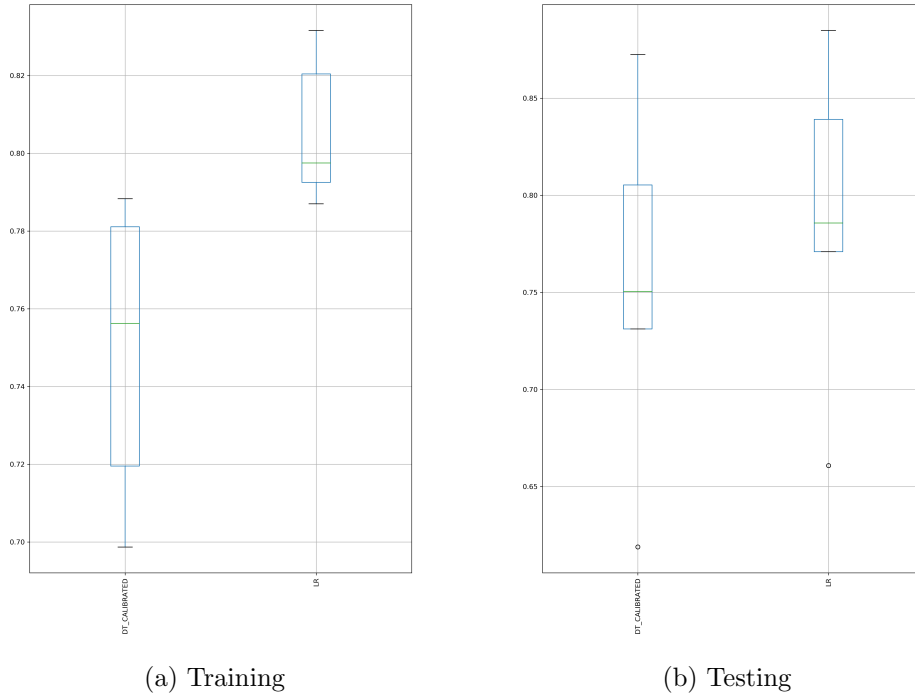 0.82
0.80
0.78
0.76
0.74
0.72
0.70
DT_CALIBRATED
LR
(a) Training
0.85
0.80
0.75
0.70
0.65
DT_CALIBRATED
LR
(b) Testing